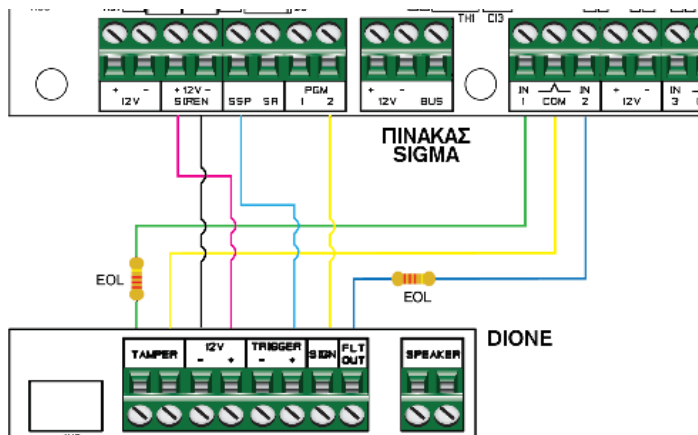 TH1 CI3
+ - + 12V - PGM + - IN IN + - IN
12V SIREN SSP SR 1 2 12V BUS 1 COM 2 12V 3
ΠΙΝΑΚΑΣ
SIGMA
EOL
EOL
DIONE
TAMPER 12V TRIGGER SIGN FLT SPEAKER
- + - + OUT